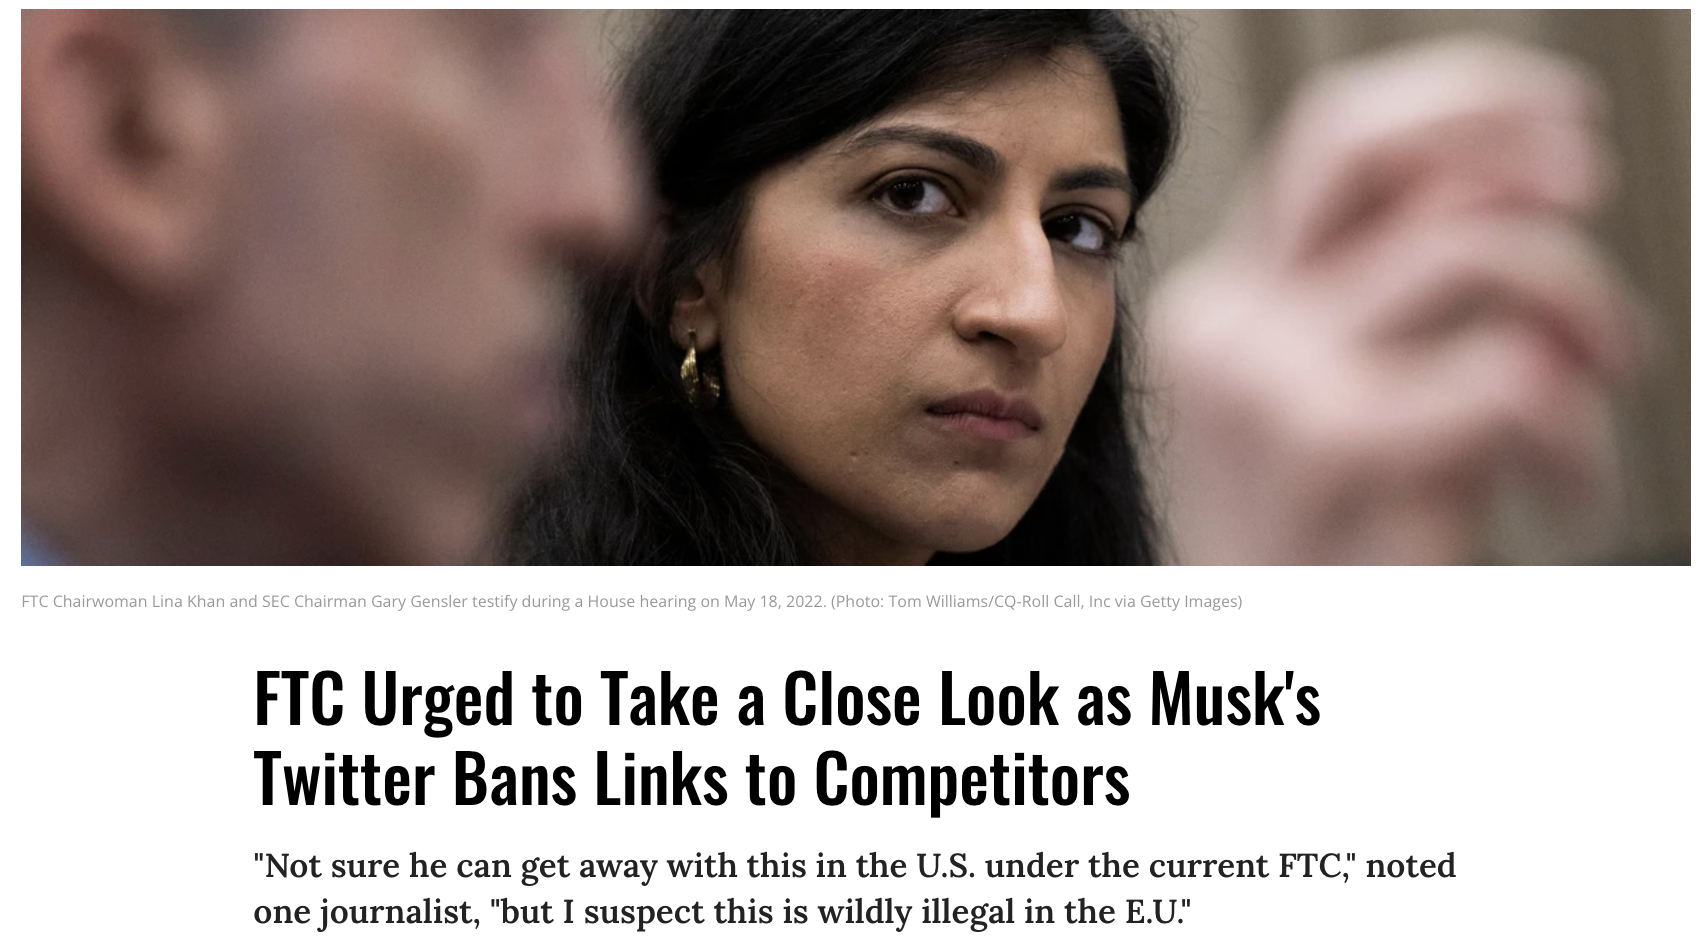 FTC Chairwoman Lina Khan and SEC Chairman Gary Gensler testify during a House hearing on May 18, 2022. (Photo: Tom Williams/CQ-Roll Call, Inc via Getty Images)
FTC Urged to Take a Close Look as Musk's
Twitter Bans Links to Competitors
"Not sure he can get away with this in the U.S. under the current FTC," noted
one journalist, "but I suspect this is wildly illegal in the E.U."